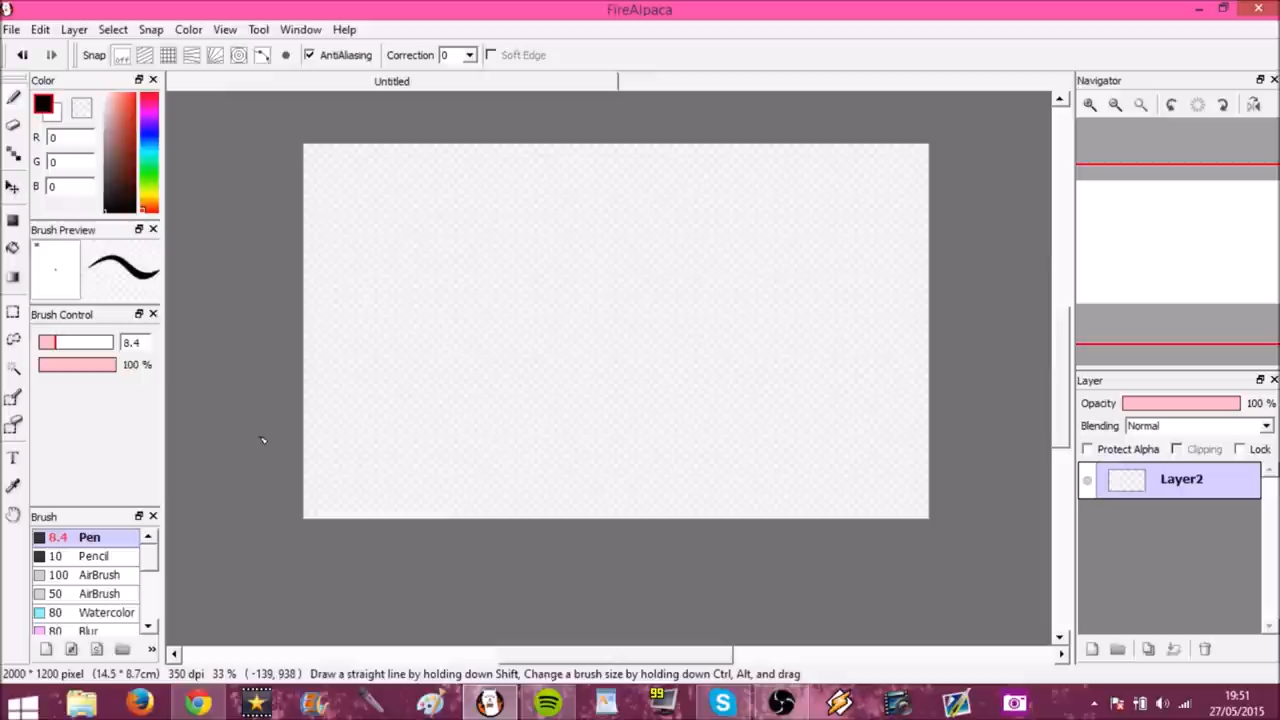 FireAlpaca
File Edit Layer Select Snap Color View Tool Window Help
Snap OFF AntiAliasing Correction 0 Soft Edge
Color
Untitled
Navigator
R 0
G 0
B 0
Brush Preview
Brush Control
8.4
100 %
Layer
Opacity 100 %
Blending Normal
Protect Alpha Clipping Lock
Layer2
Brush
8.4 Pen
10 Pencil
100 AirBrush
50 AirBrush
80 Watercolor
80 Blur
2000 * 1200 pixel (14.5 * 8.7cm) 350 dpi 33 % ( -139, 938 ) Draw a straight line by holding down Shift, Change a brush size by holding down Ctrl, Alt, and drag
99
19:51
27/05/2015